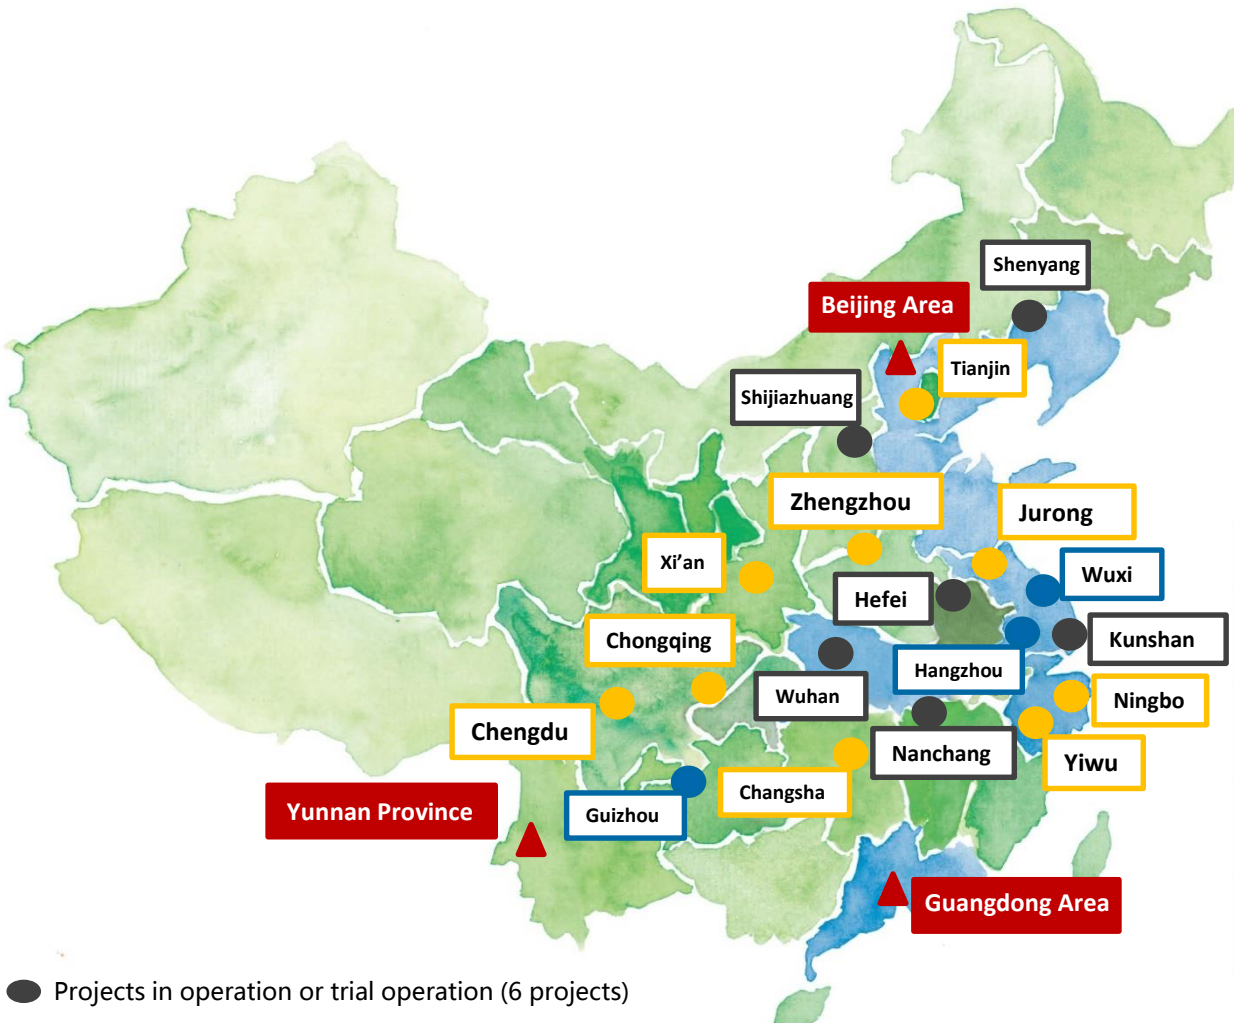 Shenyang
Beijing Area
Tianjin
Shijiazhuang
Zhengzhou
Jurong
Xi’an
Wuxi
Hefei
Chongqing
Kunshan
Hangzhou
Wuhan
Ningbo
Chengdu
Nanchang
Yiwu
Changsha
Guizhou
Yunnan Province
Guangdong Area
Projects in operation or trial operation (6 projects)